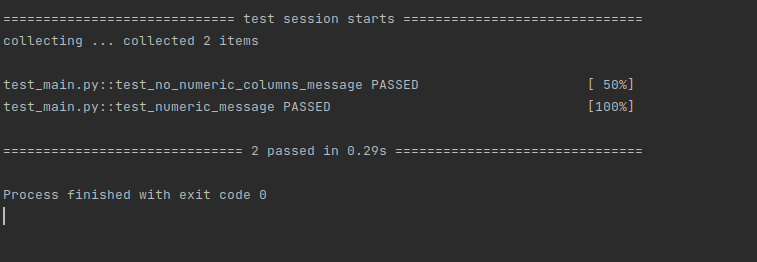 ============================= test session starts ==============================
collecting ... collected 2 items
test_main.py::test_no_numeric_columns_message PASSED                     [ 50%]
test_main.py::test_numeric_message PASSED                                [100%]
============================== 2 passed in 0.29s ===============================
Process finished with exit code 0